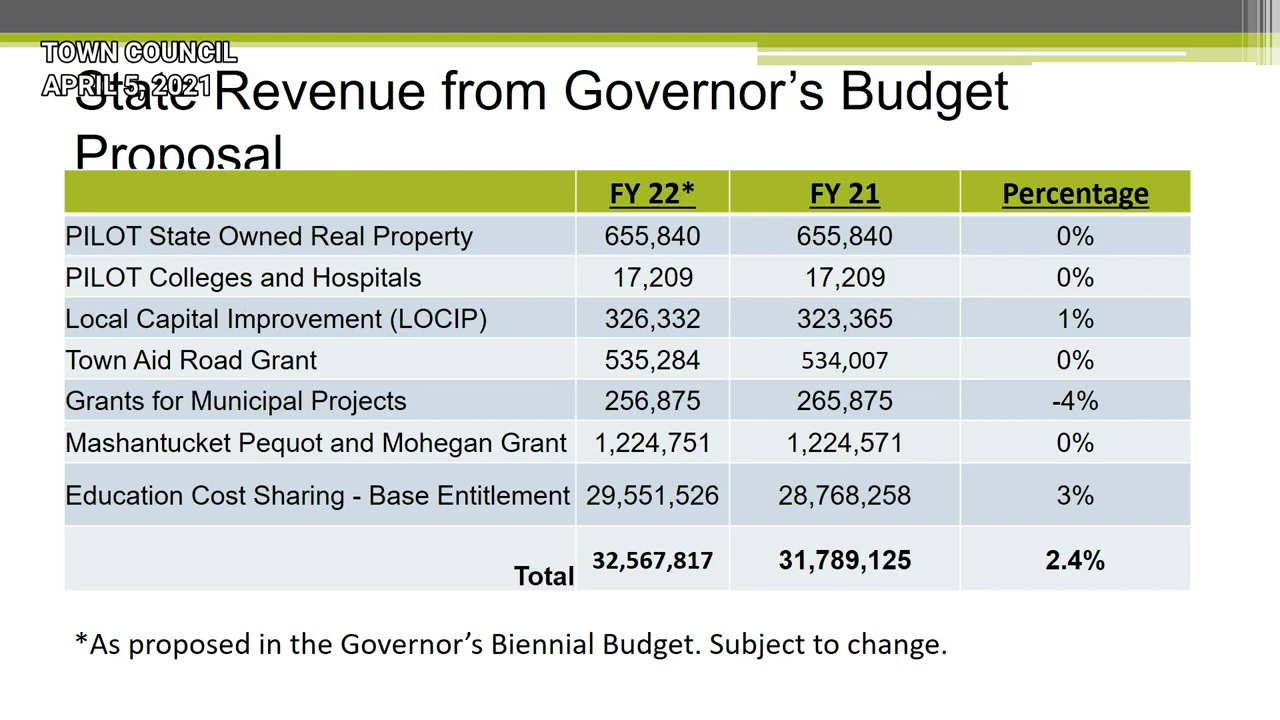 TOWN COUNCIL
APRIL 5, 2021
State Revenue from Governor's Budget
Proposal
FY 22* FY 21 Percentage
PILOT State Owned Real Property 655,840 655,840 0%
PILOT Colleges and Hospitals 17,209 17,209 0%
Local Capital Improvement (LOCIP) 326,332 323,365 1%
Town Aid Road Grant 535,284 534,007 0%
Grants for Municipal Projects 256,875 265,875 -4%
Mashantucket Pequot and Mohegan Grant 1,224,751 1,224,571 0%
Education Cost Sharing - Base Entitlement 29,551,526 28,768,258 3%
Total 32,567,817 31,789,125 2.4%
*As proposed in the Governor's Biennial Budget. Subject to change.